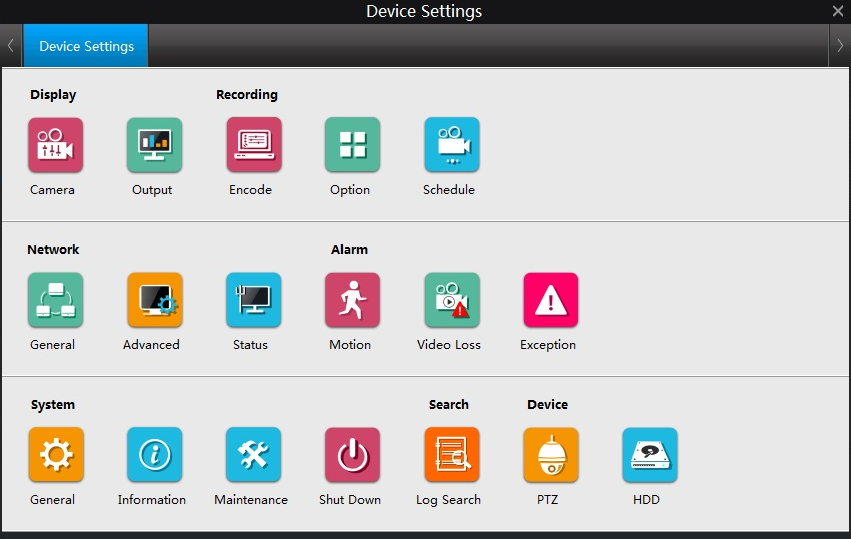 Device Settings
Device Settings
Display Recording
Camera Output Encode Option Schedule
Network Alarm
General Advanced Status Motion Video Loss Exception
System Search Device
General Information Maintenance Shut Down Log Search PTZ HDD